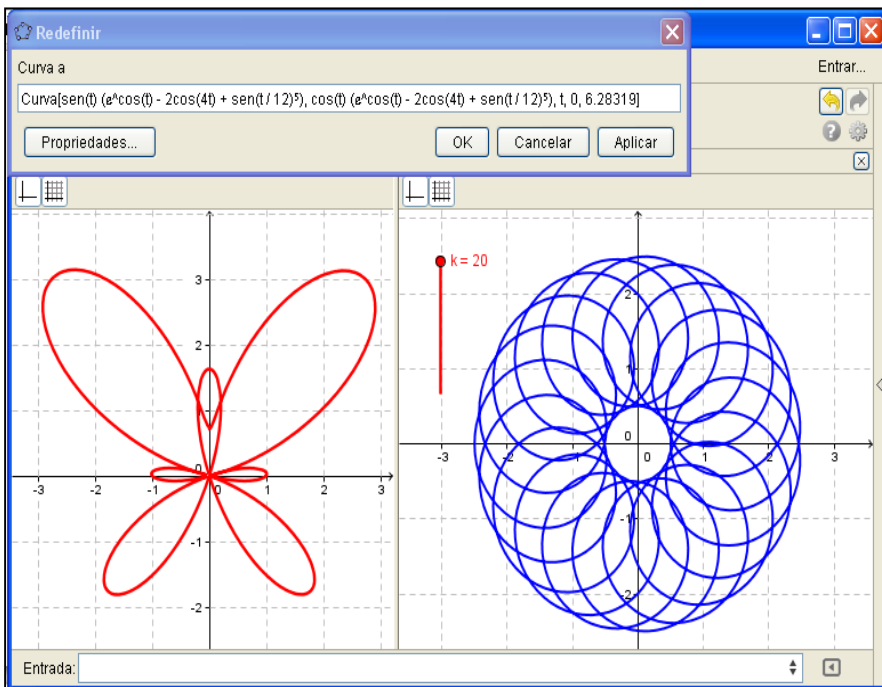 Redefinir
Curva a
Entrar...
Curva[sen(t) (ℯ^cos(t) - 2cos(4t) + sen(t / 12)⁵), cos(t) (ℯ^cos(t) - 2cos(4t) + sen(t / 12)⁵), t, 0, 6.28319]
Propriedades... OK Cancelar Aplicar
3
2
1
0
-3 -2 -1 0 1 2 3
-1
-2
k = 20
2
1
0
-3 -2 -1 0 1 2 3
-1
-2
Entrada: